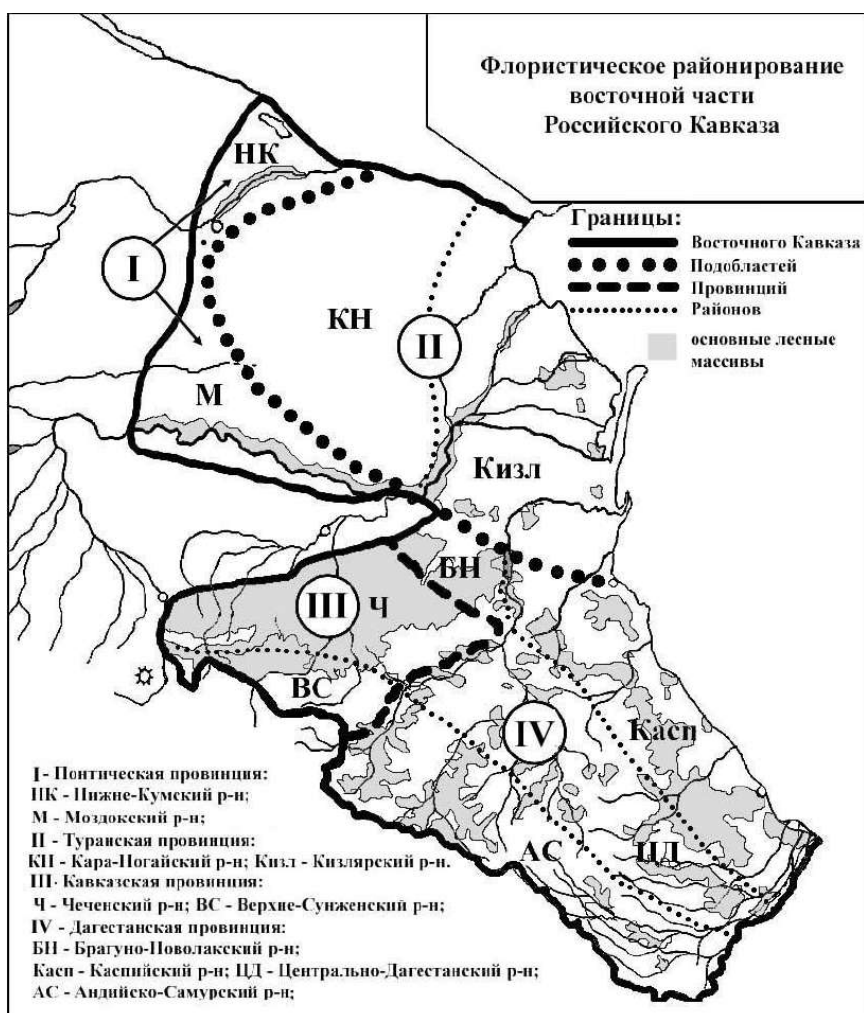 Флористическое районирование
восточной части
Российского Кавказа
Границы:
Восточного Кавказа
Подобластей
Провинций
Районов
основные лесные
массивы
НК
I
КН
II
М
Кизл
БН
III
Ч
ВС
IV
Касп
АС
ЦД
I - Понтическая провинция:
НК - Нижне-Кумский р-н;
М - Моздокский р-н;
II - Туранская провинция:
КН - Кара-Ногайский р-н; Кизл - Кизлярский р-н.
III- Кавказская провинция:
Ч - Чеченский р-н; ВС - Верхне-Сунженский р-н;
IV - Дагестанская провинция:
БН - Брагуно-Новолакский р-н;
Касп - Каспийский р-н; ЦД - Центрально-Дагестанский р-н;
АС - Андийско-Самурский р-н;